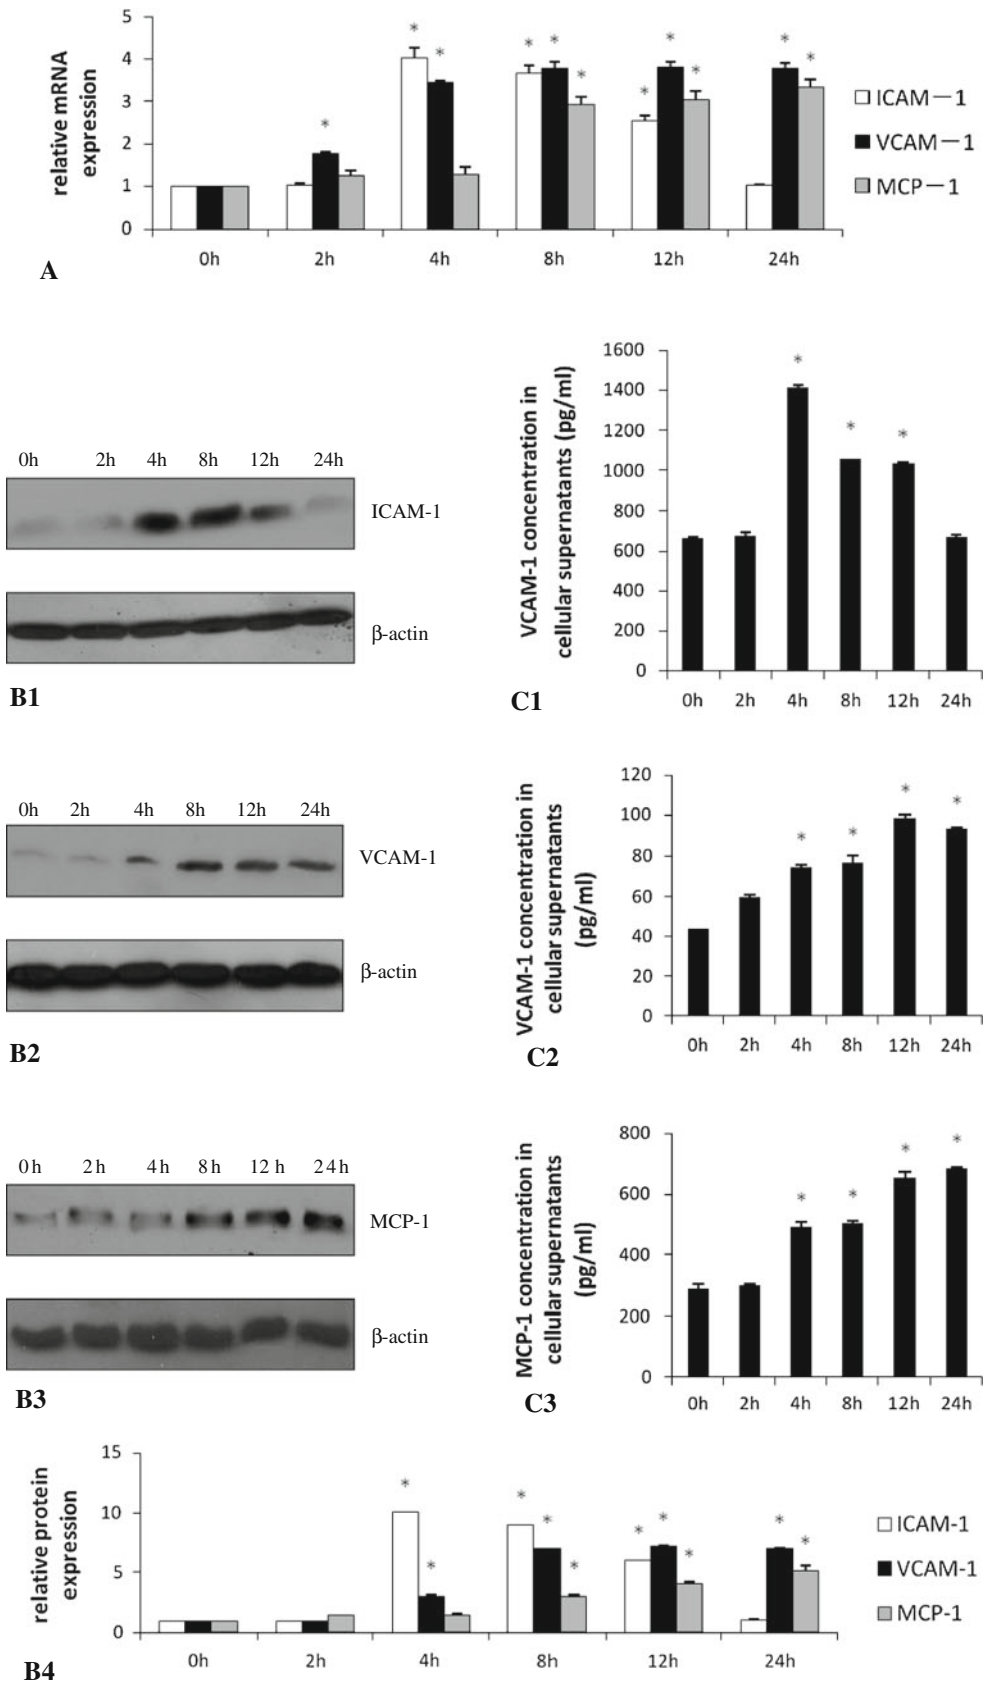 5
4
3
2
1
0
relative mRNA
expression
* * * * * * * * * * * *
0h 2h 4h 8h 12h 24h
ICAM—1
VCAM—1
MCP—1
A
0h 2h 4h 8h 12h 24h
ICAM-1
β-actin
B1
1600
1400
1200
1000
800
600
400
200
0
VCAM-1 concentration in
cellular supernatants (pg/ml)
* * *
0h 2h 4h 8h 12h 24h
C1
0h 2h 4h 8h 12h 24h
VCAM-1
β-actin
B2
120
100
80
60
40
20
0
VCAM-1 concentration in
cellular supernatants
(pg/ml)
* * * *
0h 2h 4h 8h 12h 24h
C2
0h 2h 4h 8h 12h 24h
MCP-1
β-actin
B3
800
600
400
200
0
MCP-1 concentration in
cellular supernatants
(pg/ml)
* * * *
0h 2h 4h 8h 12h 24h
C3
15
10
5
0
relative protein
expression
* * * * * * * * * *
0h 2h 4h 8h 12h 24h
ICAM-1
VCAM-1
MCP-1
B4